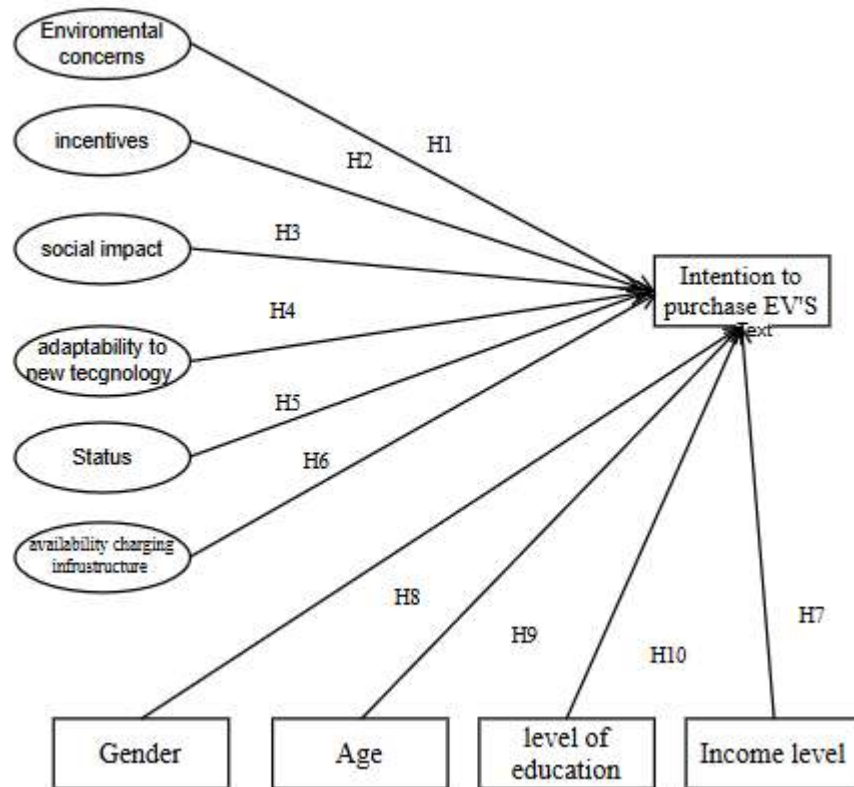 Enviromental
concerns
incentives
H1
H2
social impact
H3
Intention to
purchase EV'S
Text
H4
adaptability to
new tecgnology
H5
Status
H6
availability charging
infrustructure
H8
H9
H10
H7
Gender
Age
level of
education
Income level